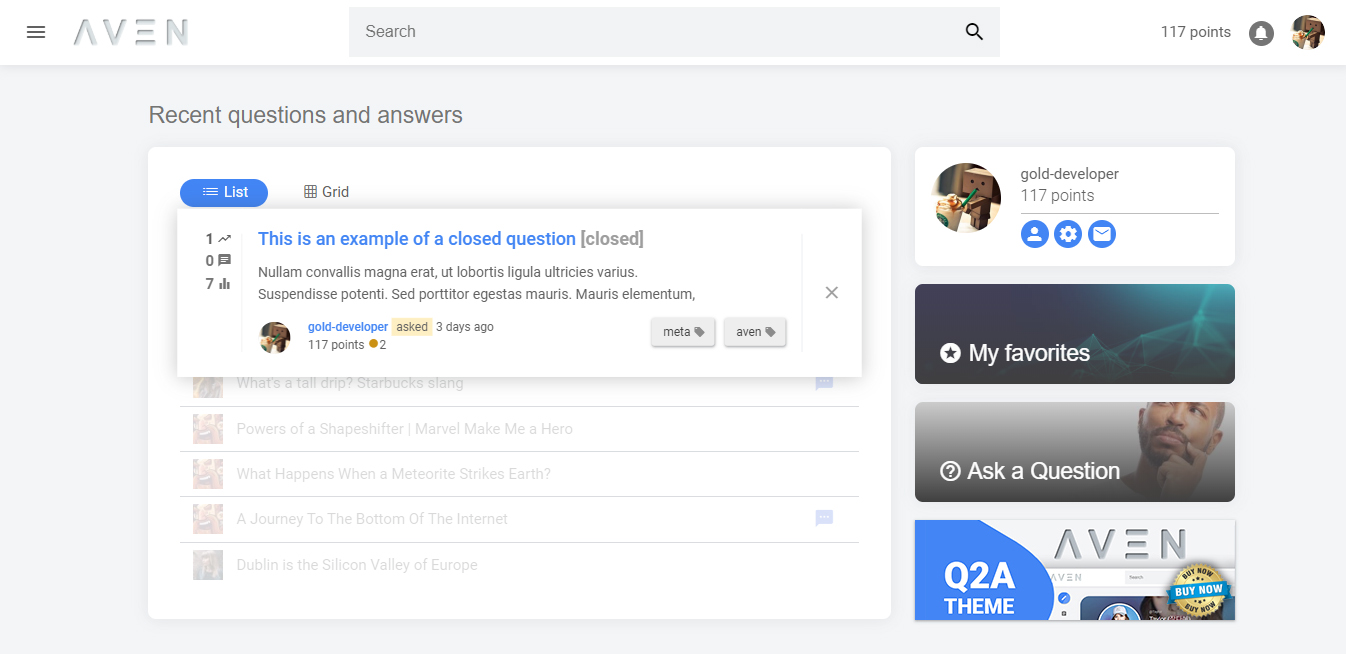 AVEN
Search
117 points
Recent questions and answers
List
Grid
1
0
7
This is an example of a closed question [closed]
Nullam convallis magna erat, ut lobortis ligula ultricies varius.
Suspendisse potenti. Sed porttitor egestas mauris. Mauris elementum,
gold-developer asked 3 days ago
117 points 2
meta
aven
What's a tall drip? Starbucks slang
Powers of a Shapeshifter | Marvel Make Me a Hero
What Happens When a Meteorite Strikes Earth?
A Journey To The Bottom Of The Internet
Dublin is the Silicon Valley of Europe
gold-developer
117 points
My favorites
Ask a Question
Q2A
THEME
AVEN
AVEN
Search
BUY NOW
BUY NOW
BUY NOW